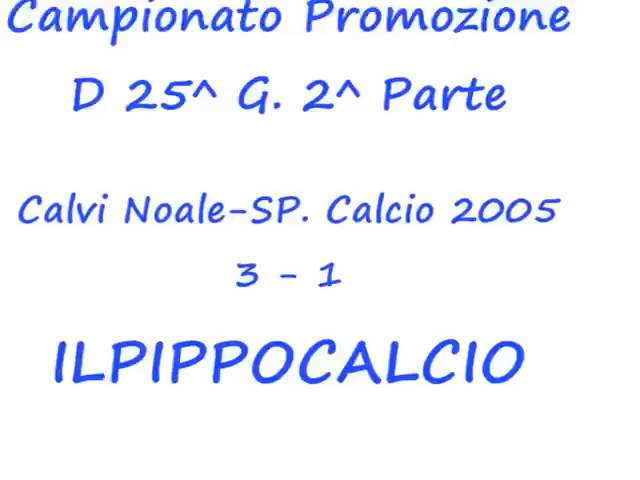 Campionato Promozione
D 25^ G. 2^ Parte
Calvi Noale-SP. Calcio 2005
3 - 1
ILPIPPOCALCIO